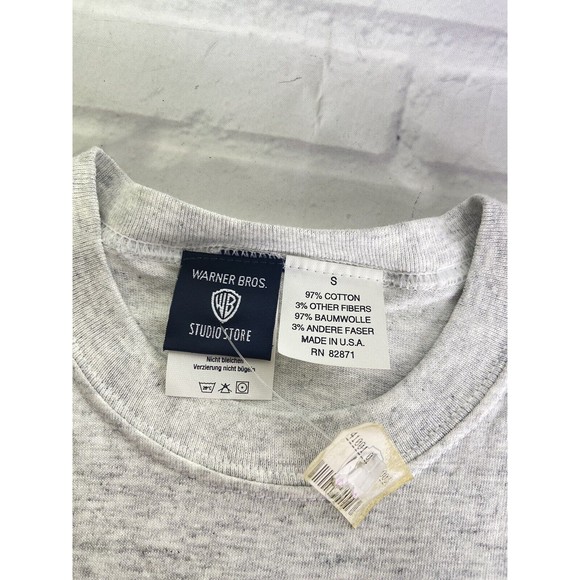 WARNER BROS.
WB
STUDIO STORE
Nicht bleichen
Verzierung nicht bügeln
S
97% COTTON
3% OTHER FIBERS
97% BAUMWOLLE
3% ANDERE FASER
MADE IN U.S.A.
RN 82871